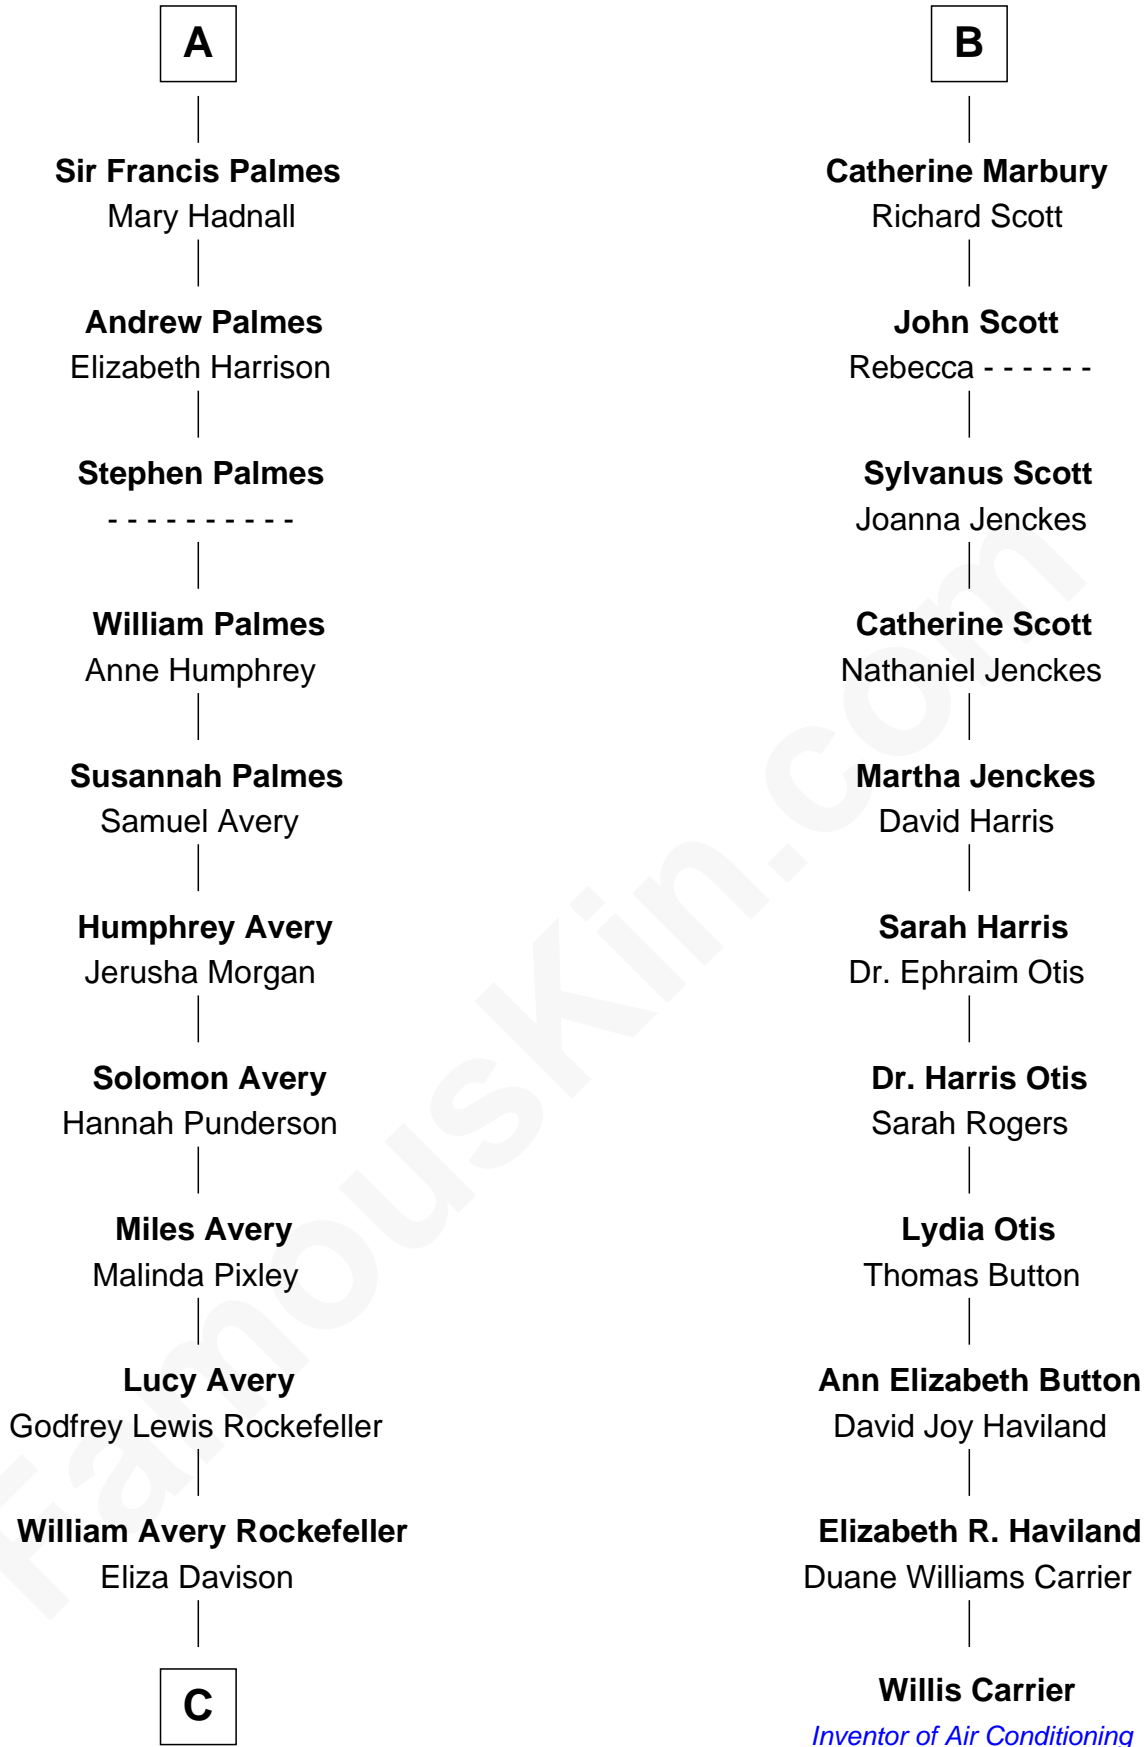 A
Sir Francis Palmes
Mary Hadnall
Andrew Palmes
Elizabeth Harrison
Stephen Palmes
- - - - - - - - - -
William Palmes
Anne Humphrey
Susannah Palmes
Samuel Avery
Humphrey Avery
Jerusha Morgan
Solomon Avery
Hannah Punderson
Miles Avery
Malinda Pixley
Lucy Avery
Godfrey Lewis Rockefeller
William Avery Rockefeller
Eliza Davison
C
B
Catherine Marbury
Richard Scott
John Scott
Rebecca - - - - - -
Sylvanus Scott
Joanna Jenckes
Catherine Scott
Nathaniel Jenckes
Martha Jenckes
David Harris
Sarah Harris
Dr. Ephraim Otis
Dr. Harris Otis
Sarah Rogers
Lydia Otis
Thomas Button
Ann Elizabeth Button
David Joy Haviland
Elizabeth R. Haviland
Duane Williams Carrier
Willis Carrier
Inventor of Air Conditioning
FamousKin.com